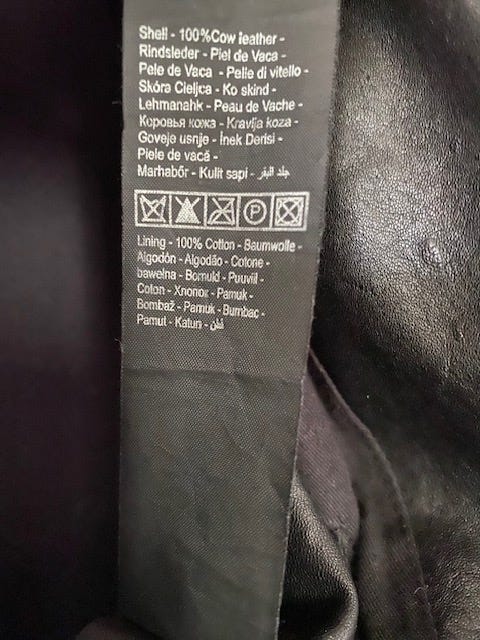 Shell - 100%Cow leather -
Rindsleder - Piel de Vaca -
Pele de Vaca - Pelle di vitello -
Skóra Cieljca - Ko skind -
Lehmanahk - Peau de Vache -
Коровья кожа - Kravlja koza -
Goveje usnje - İnek Derisi -
Piele de vacă -
Marhabőr - Kulit sapi - جلد البقر
P
Lining - 100% Cotton - Baumwolle -
Algodón - Algodão - Cotone -
bawełna - Bomuld - Puuvill -
Coton - Хлопок - Pamuk -
Bombaž - Pamuk - Bumbac -
Pamut - Katun - قطن